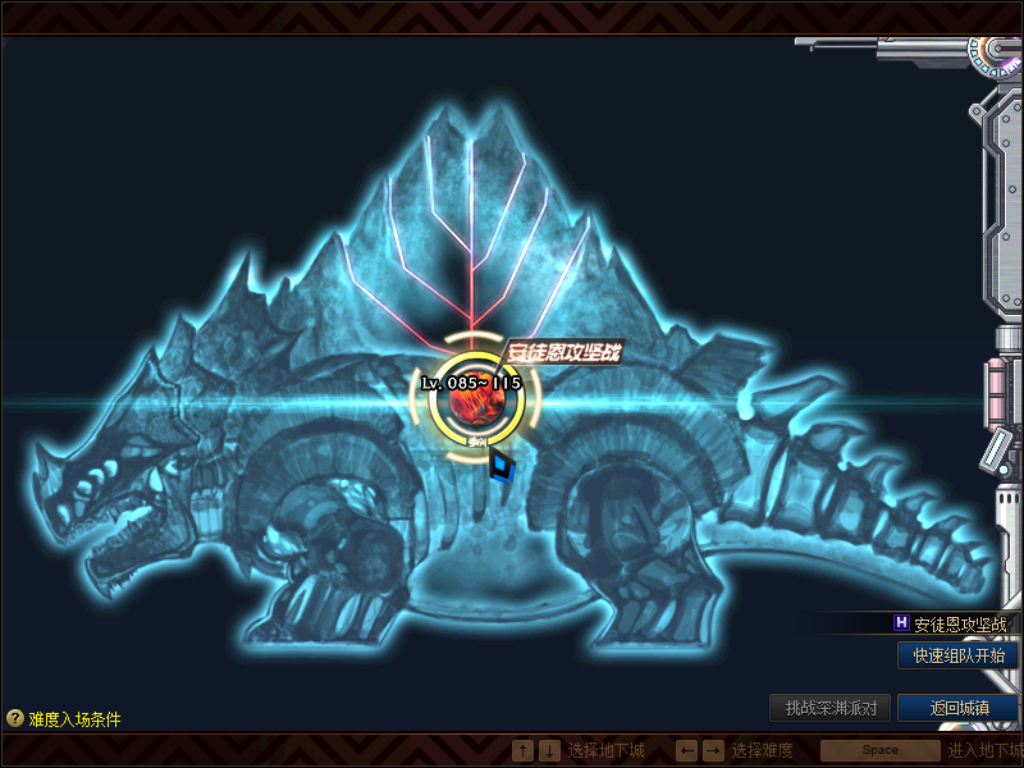 安徒恩攻坚战
Lv. 085~115
H 安徒恩攻坚战
快速组队开始
挑战深渊派对
返回城镇
? 难度入场条件
↑ ↓ 选择地下城
← → 选择难度
Space 进入地下城